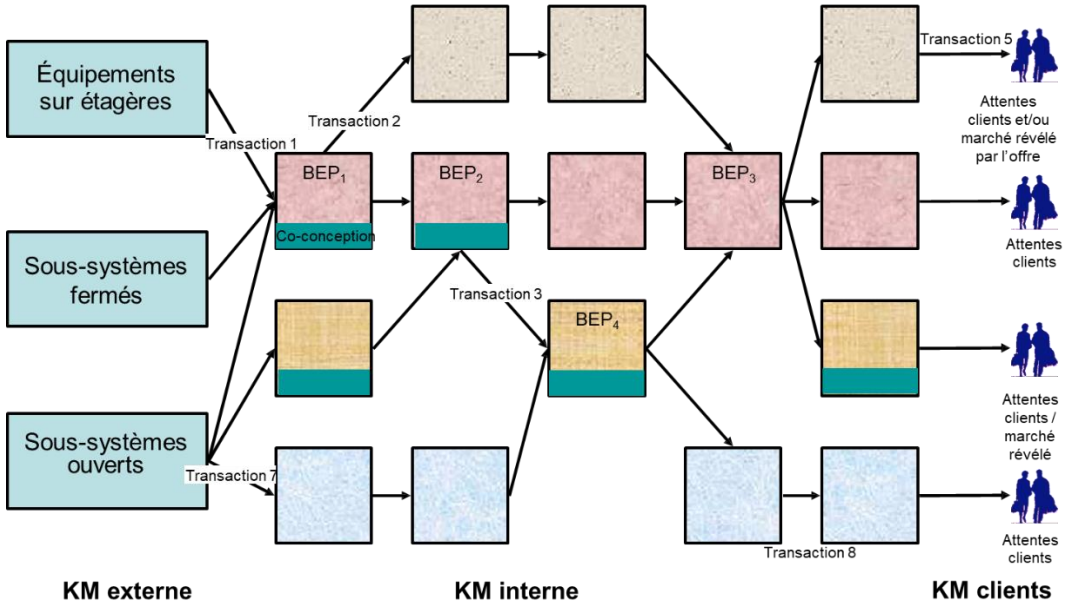 Équipements
sur étagères
Sous-systèmes
fermés
Sous-systèmes
ouverts
Transaction 1
Transaction 2
Transaction 7
BEP₁
Co-conception
BEP₂
Transaction 3
BEP₄
BEP₃
Transaction 8
Transaction 5
Attentes
clients et/ou
marché révélé
par l'offre
Attentes
clients
Attentes
clients /
marché
révélé
Attentes
clients
KM externe
KM interne
KM clients